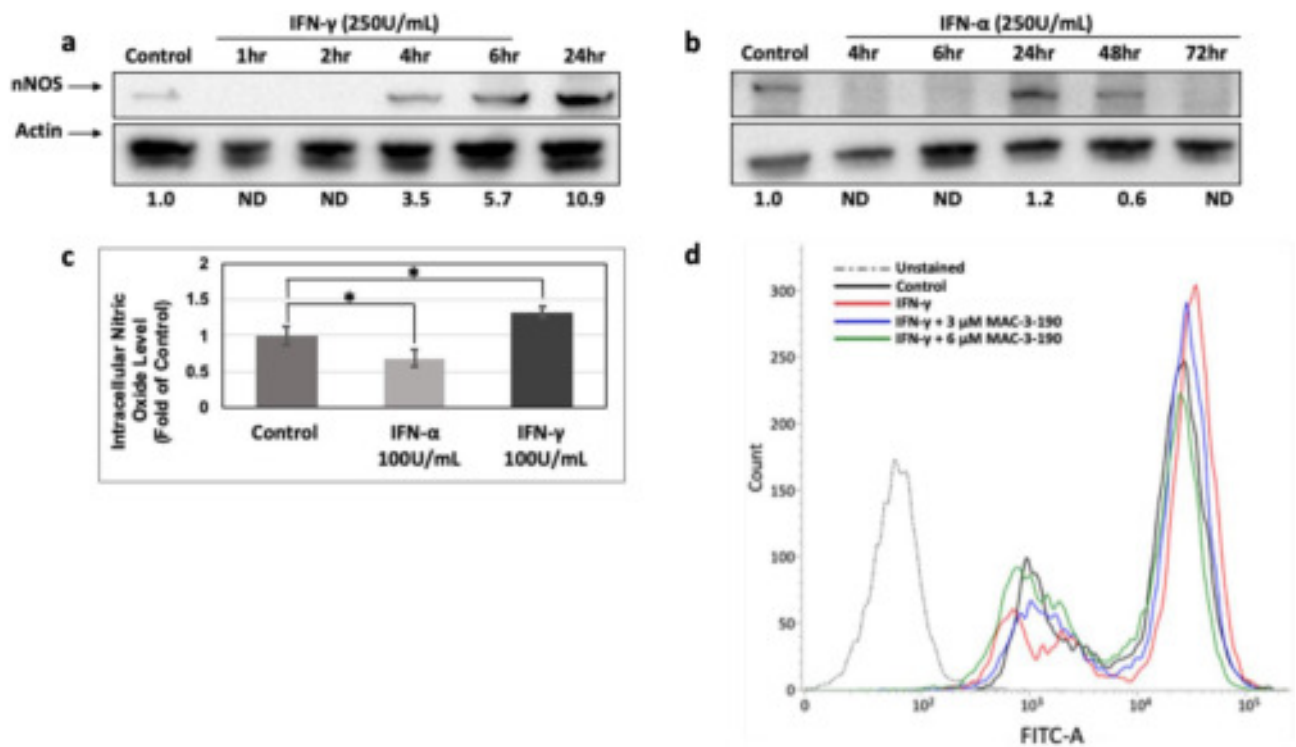 a
IFN-γ (250U/mL)
Control 1hr 2hr 4hr 6hr 24hr
nNOS
Actin
1.0 ND ND 3.5 5.7 10.9
b
IFN-α (250U/mL)
Control 4hr 6hr 24hr 48hr 72hr
1.0 ND ND 1.2 0.6 ND
c
Intracellular Nitric
Oxide Level
(Fold of Control)
2
1.5
1
0.5
0
* *
Control IFN-α IFN-γ
100U/mL 100U/mL
d
Unstained
Control
IFN-γ
IFN-γ + 3 μM MAC-3-190
IFN-γ + 6 μM MAC-3-190
Count
300
250
200
150
100
50
0
0 10² 10³ 10⁴ 10⁵
FITC-A